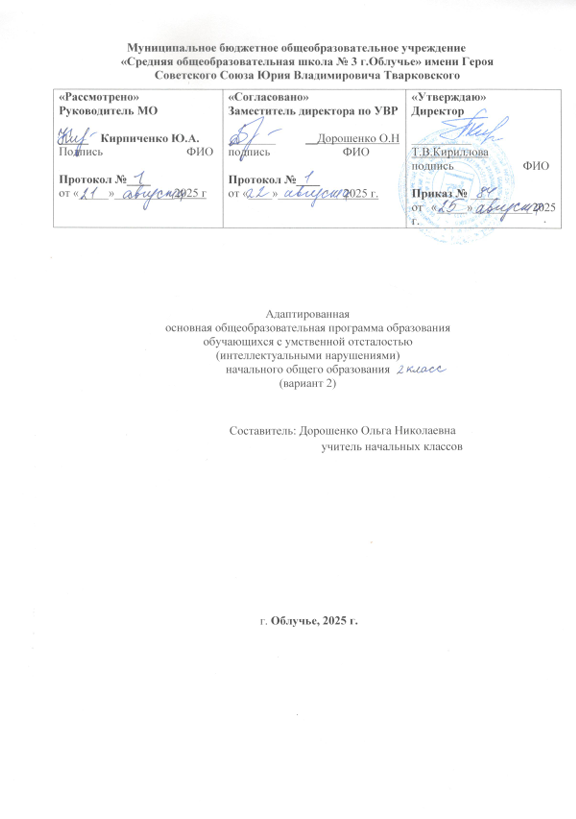 Муниципальное бюджетное общеобразовательное учреждение
«Средняя общеобразовательная школа № 3 г.Облучье» имени Героя
Советского Союза Юрия Владимировича Тварковского
«Рассмотрено»
Руководитель МО
Кирпиченко Ю.А.
Подпись ФИО
Протокол № 1
от «21» августа 2025 г
«Согласовано»
Заместитель директора по УВР
Дорошенко О.Н
подпись ФИО
Протокол № 1
от «22» августа 2025 г.
«Утверждаю»
Директор
Т.В.Кириллова
подпись ФИО
Приказ № 84
от «25» августа 2025
г.
Адаптированная
основная общеобразовательная программа образования
обучающихся с умственной отсталостью
(интеллектуальными нарушениями)
начального общего образования 2 класс
(вариант 2)
Составитель: Дорошенко Ольга Николаевна
учитель начальных классов
г. Облучье, 2025 г.